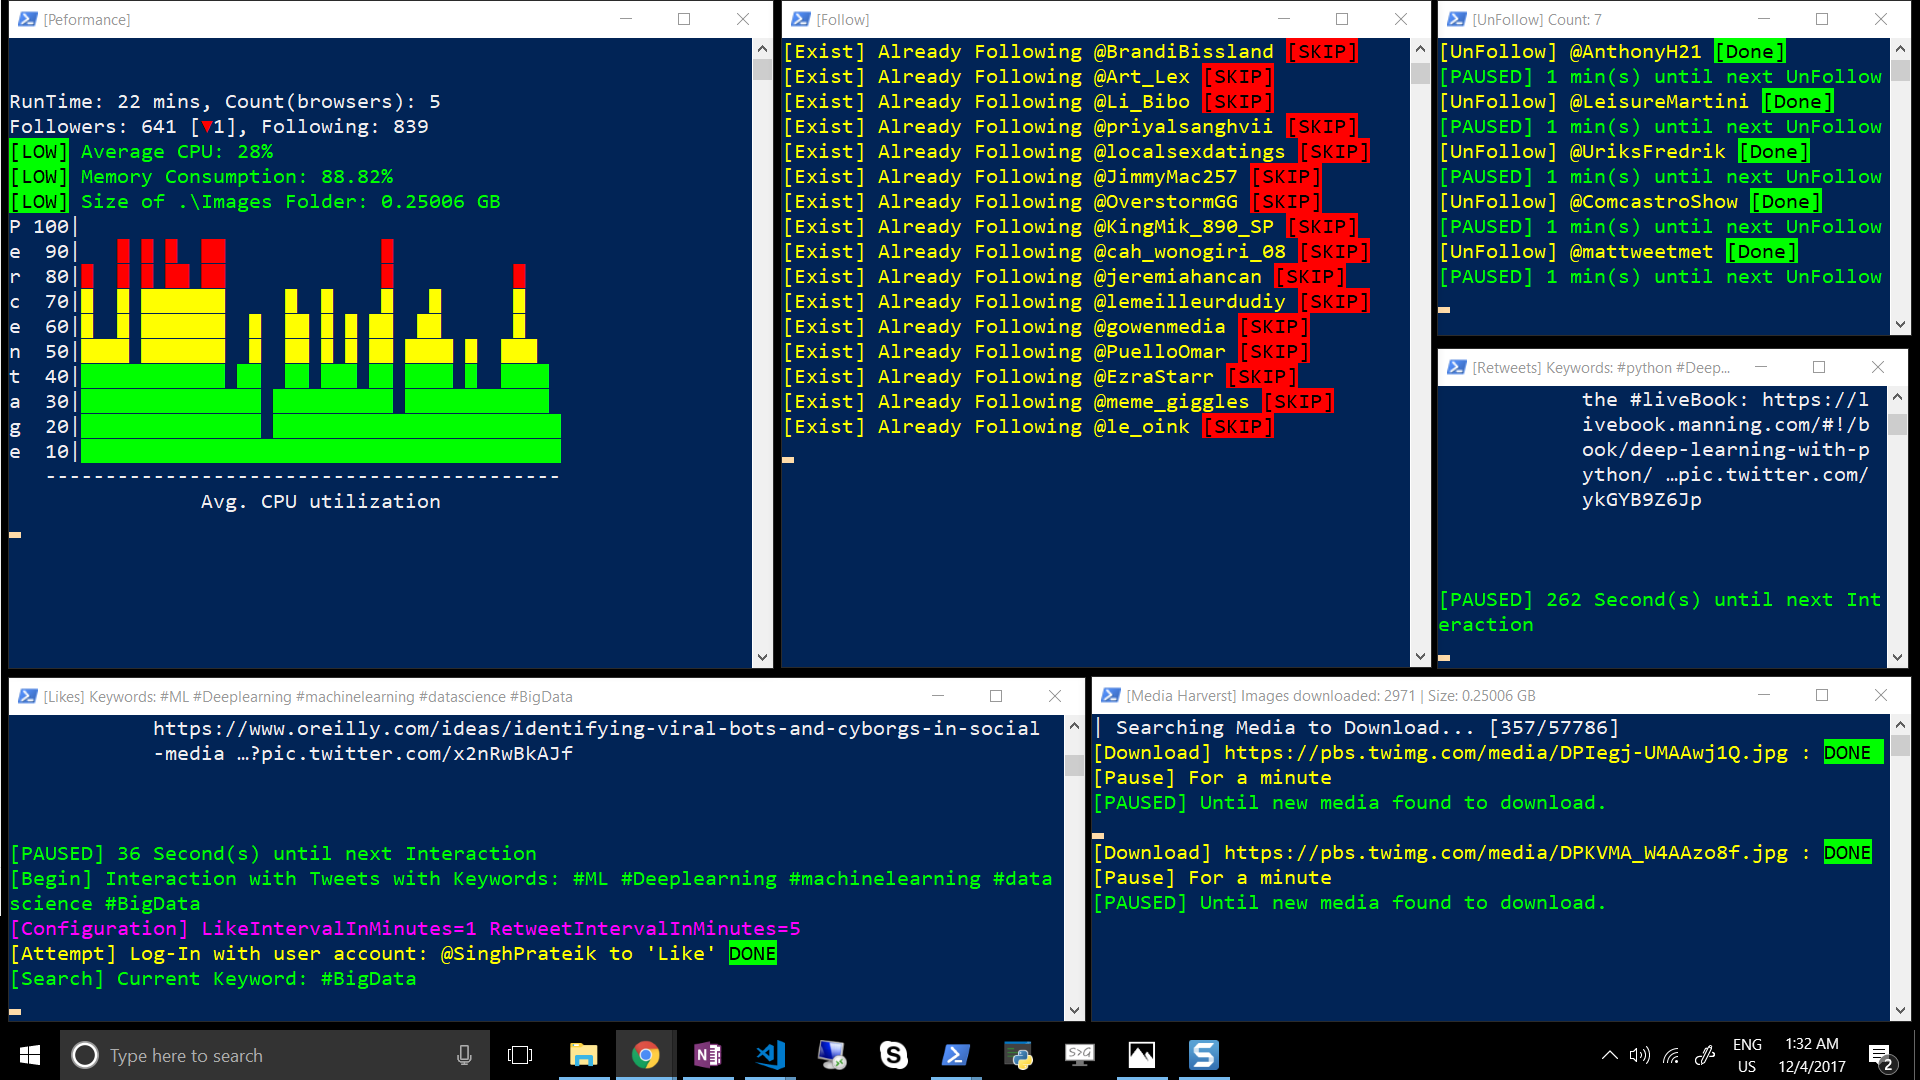 [Peformance]
RunTime: 22 mins, Count(browsers): 5
Followers: 641 [▼1], Following: 839
[LOW] Average CPU: 28%
[LOW] Memory Consumption: 88.82%
[LOW] Size of .\Images Folder: 0.25006 GB
P 100|
e 90|
r 80|
c 70|
e 60|
n 50|
t 40|
a 30|
g 20|
e 10|
-------------------------------------------
Avg. CPU utilization
[Follow]
[Exist] Already Following @BrandiBissland [SKIP]
[Exist] Already Following @Art_Lex [SKIP]
[Exist] Already Following @Li_Bibo [SKIP]
[Exist] Already Following @priyalsanghvii [SKIP]
[Exist] Already Following @localsexdatings [SKIP]
[Exist] Already Following @JimmyMac257 [SKIP]
[Exist] Already Following @OverstormGG [SKIP]
[Exist] Already Following @KingMik_890_SP [SKIP]
[Exist] Already Following @cah_wonogiri_08 [SKIP]
[Exist] Already Following @jeremiahancan [SKIP]
[Exist] Already Following @lemeilleurdudiy [SKIP]
[Exist] Already Following @gowenmedia [SKIP]
[Exist] Already Following @PuelloOmar [SKIP]
[Exist] Already Following @EzraStarr [SKIP]
[Exist] Already Following @meme_giggles [SKIP]
[Exist] Already Following @le_oink [SKIP]
[UnFollow] Count: 7
[UnFollow] @AnthonyH21 [Done]
[PAUSED] 1 min(s) until next UnFollow
[UnFollow] @LeisureMartini [Done]
[PAUSED] 1 min(s) until next UnFollow
[UnFollow] @UriksFredrik [Done]
[PAUSED] 1 min(s) until next UnFollow
[UnFollow] @ComcastroShow [Done]
[PAUSED] 1 min(s) until next UnFollow
[UnFollow] @mattweetmet [Done]
[PAUSED] 1 min(s) until next UnFollow
[Retweets] Keywords: #python #Deep...
the #liveBook: https://l
ivebook.manning.com/#!/b
ook/deep-learning-with-p
ython/ …pic.twitter.com/
ykGYB9Z6Jp
[PAUSED] 262 Second(s) until next Int
eraction
[Likes] Keywords: #ML #Deeplearning #machinelearning #datascience #BigData
https://www.oreilly.com/ideas/identifying-viral-bots-and-cyborgs-in-social
-media …?pic.twitter.com/x2nRwBkAJf
[PAUSED] 36 Second(s) until next Interaction
[Begin] Interaction with Tweets with Keywords: #ML #Deeplearning #machinelearning #data
science #BigData
[Configuration] LikeIntervalInMinutes=1 RetweetIntervalInMinutes=5
[Attempt] Log-In with user account: @SinghPrateik to 'Like' DONE
[Search] Current Keyword: #BigData
[Media Harverst] Images downloaded: 2971 | Size: 0.25006 GB
| Searching Media to Download... [357/57786]
[Download] https://pbs.twimg.com/media/DPIegj-UMAAwj1Q.jpg : DONE
[Pause] For a minute
[PAUSED] Until new media found to download.
[Download] https://pbs.twimg.com/media/DPKVMA_W4AAzo8f.jpg : DONE
[Pause] For a minute
[PAUSED] Until new media found to download.
Type here to search
S>G
ENG
US
1:32 AM
12/4/2017
2